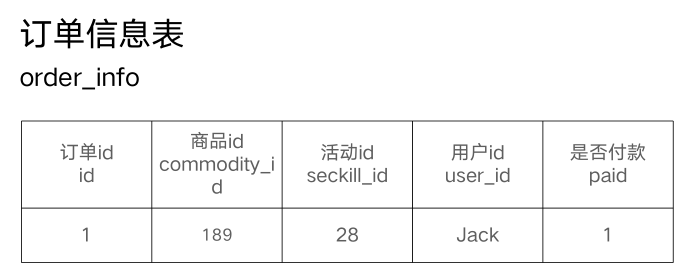 订单信息表
order_info
订单id
id
商品id
commodity_i
d
活动id
seckill_id
用户id
user_id
是否付款
paid
1
189
28
Jack
1